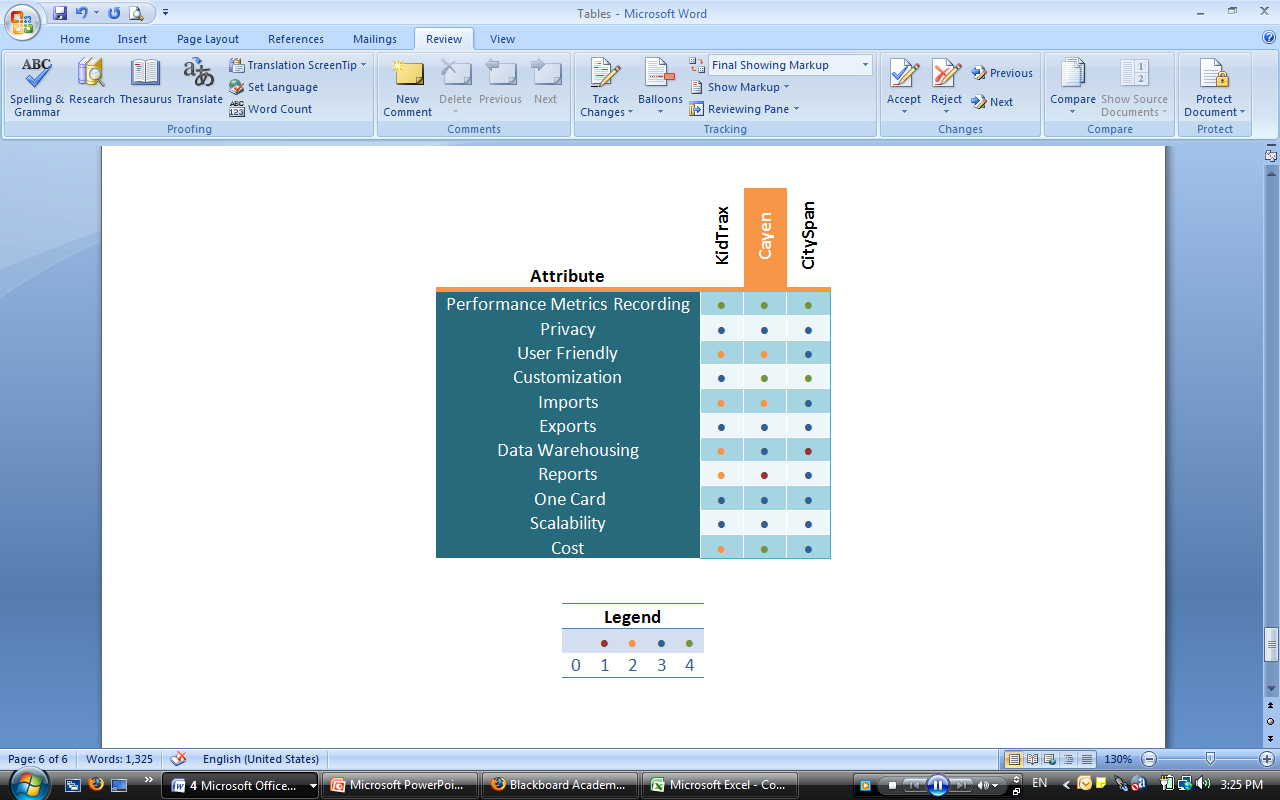 Tables - Microsoft Word
Home Insert Page Layout References Mailings Review View
ABC
Spelling & Grammar
Research
Thesaurus
Translate
Translation ScreenTip
Set Language
ABC 123 Word Count
Proofing
New Comment
Delete
Previous
Next
Comments
Track Changes
Balloons
Final Showing Markup
Show Markup
Reviewing Pane
Tracking
Accept
Reject
Previous
Next
Changes
Compare
Show Source Documents
Compare
Protect Document
Protect
Attribute KidTrax Cayen CitySpan
Performance Metrics Recording
Privacy
User Friendly
Customization
Imports
Exports
Data Warehousing
Reports
One Card
Scalability
Cost
Legend
0 1 2 3 4
Page: 6 of 6 Words: 1,325 English (United States) 130%
4 Microsoft Office... Microsoft PowerPoi... Blackboard Academ... Microsoft Excel - Co... EN 3:25 PM